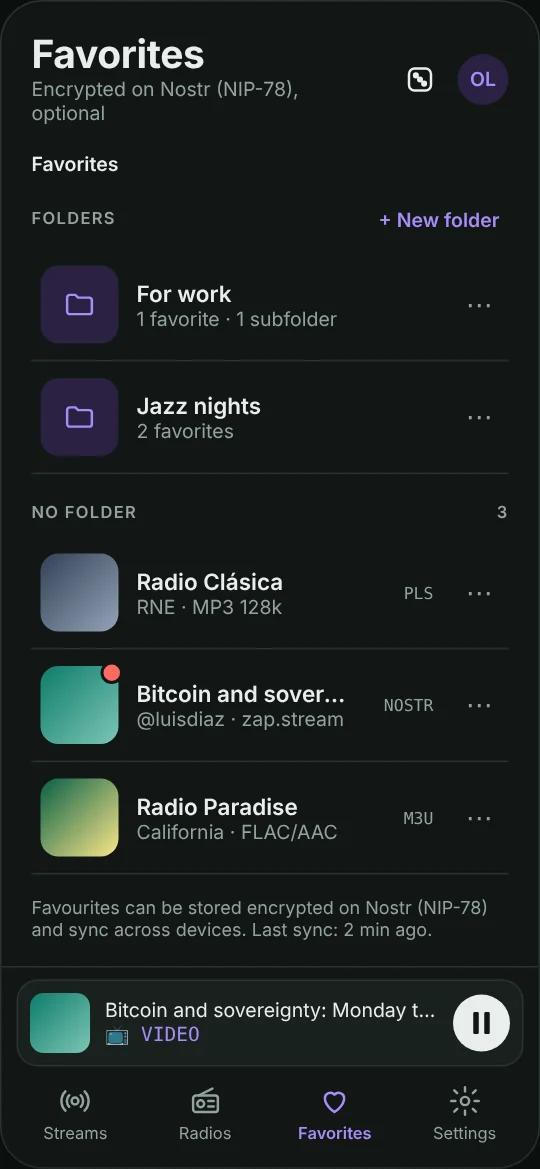 Favorites
Encrypted on Nostr (NIP-78),
optional
OL
Favorites
FOLDERS
+ New folder
For work
1 favorite · 1 subfolder
···
Jazz nights
2 favorites
···
NO FOLDER
3
Radio Clásica
RNE · MP3 128k
PLS
···
Bitcoin and sover...
@luisdiaz · zap.stream
NOSTR
···
Radio Paradise
California · FLAC/AAC
M3U
···
Favourites can be stored encrypted on Nostr (NIP-78)
and sync across devices. Last sync: 2 min ago.
Bitcoin and sovereignty: Monday t...
📺 VIDEO
Streams
Radios
Favorites
Settings